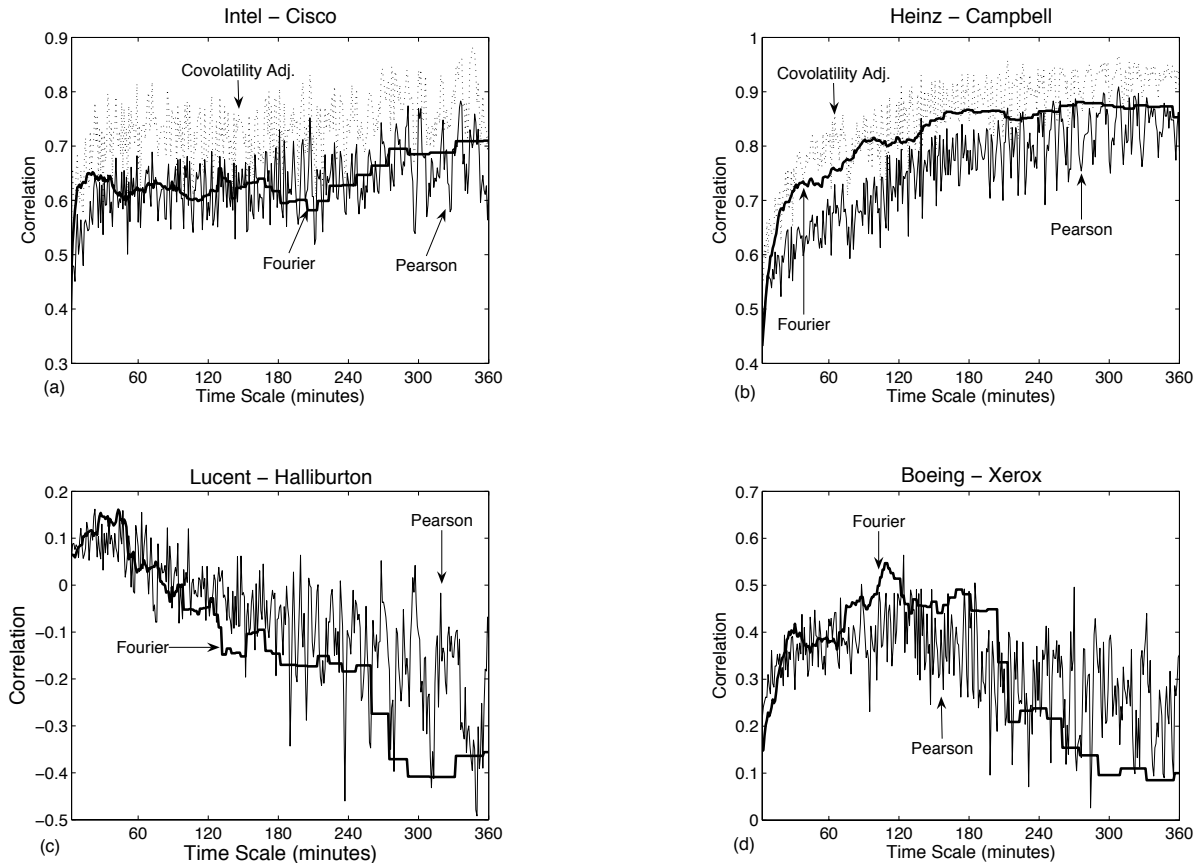 Intel – Cisco
0.9
0.8
0.7
0.6
0.5
0.4
0.3
Correlation
Covolatility Adj.
Fourier
Pearson
60 120 180 240 300 360
(a)
Time Scale (minutes)
Heinz – Campbell
1
0.9
0.8
0.7
0.6
0.5
0.4
Correlation
Covolatility Adj.
Pearson
Fourier
60 120 180 240 300 360
(b)
Time Scale (minutes)
Lucent – Halliburton
0.2
0.1
0
−0.1
−0.2
−0.3
−0.4
−0.5
Correlation
Pearson
Fourier
60 120 180 240 300 360
(c)
Time Scale (minutes)
Boeing – Xerox
0.7
0.6
0.5
0.4
0.3
0.2
0.1
0
Correlation
Fourier
Pearson
60 120 180 240 300 360
(d)
Time Scale (minutes)